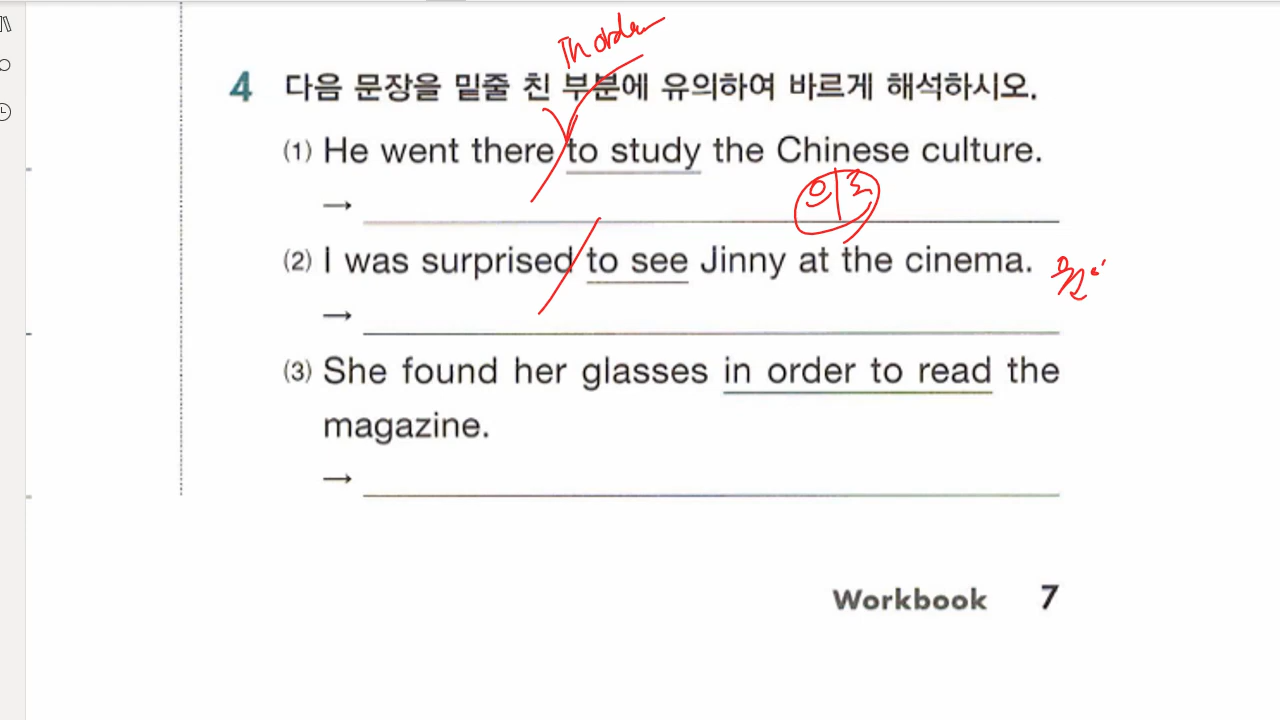 In order
4 다음 문장을 밑줄 친 부분에 유의하여 바르게 해석하시오.
(1) He went there to study the Chinese culture.
→
(2) I was surprised to see Jinny at the cinema.
→
(3) She found her glasses in order to read the
magazine.
→
Workbook 7